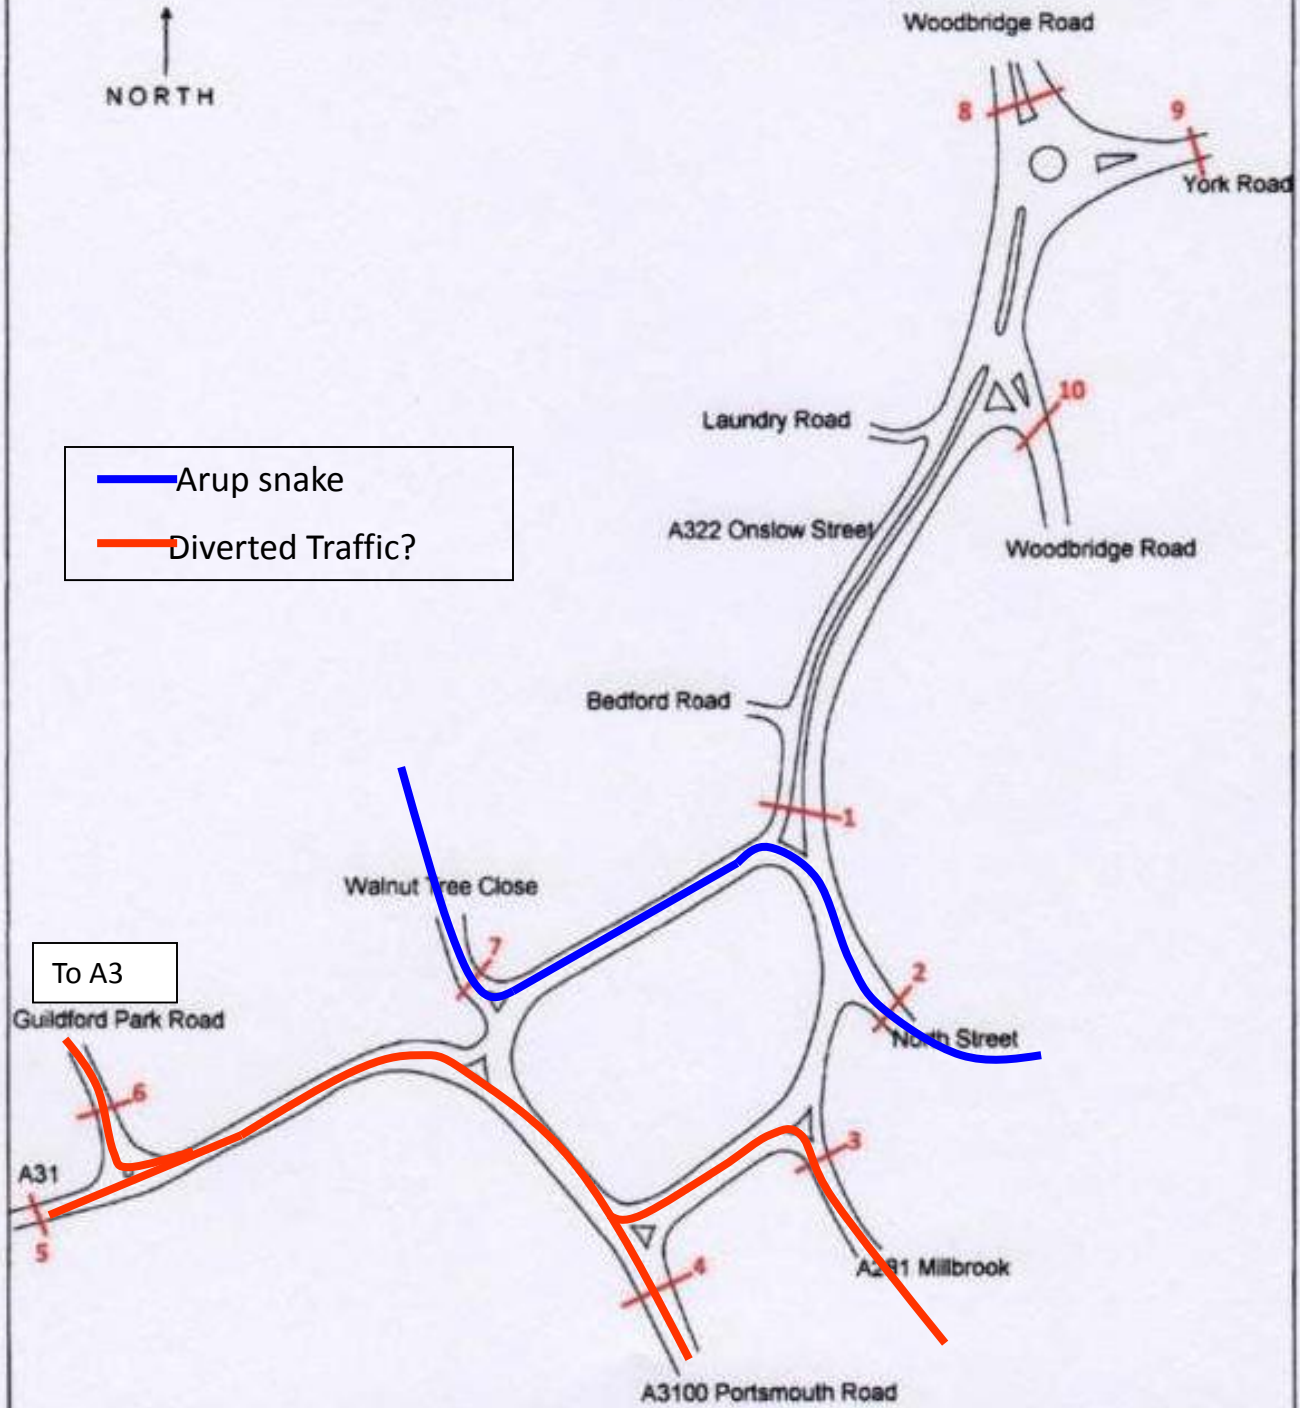 Woodbridge Road
NORTH
8
9
York Road
10
Laundry Road
Arup snake
A322 Onslow Street
Diverted Traffic?
Woodbridge Road
Bedford Road
1
Walnut Tree Close
7
To A3
2
Guildford Park Road
North Street
6
3
A31
5
4
A281 Millbrook
A3100 Portsmouth Road